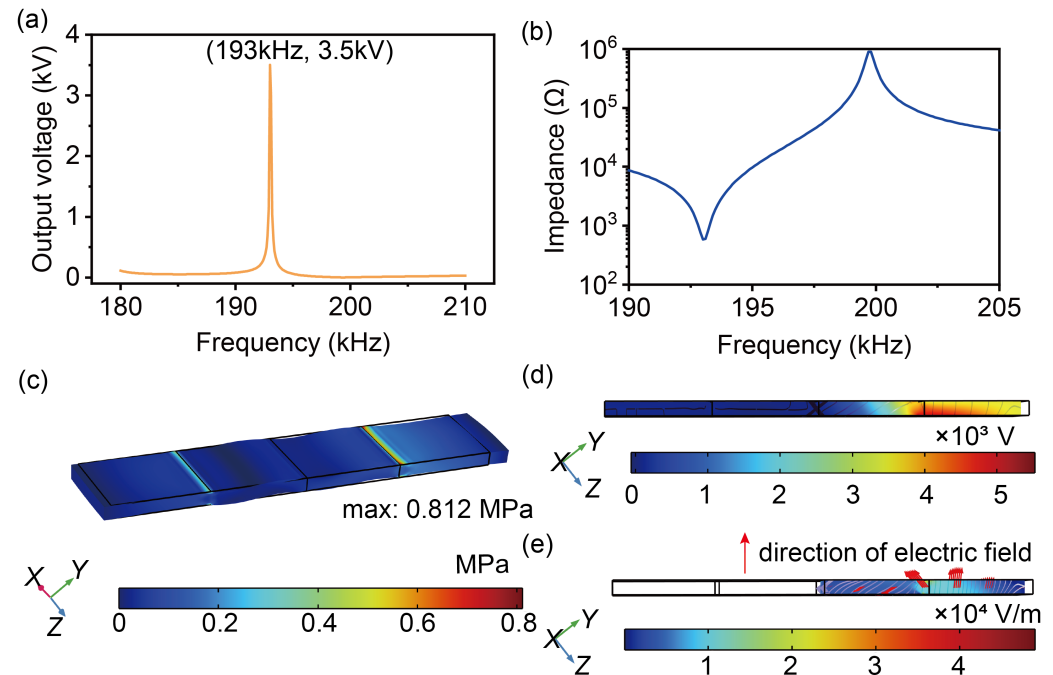 (a)
(193kHz, 3.5kV)
Output voltage (kV)
4
3
2
1
0
180 190 200 210
Frequency (kHz)
(b)
Impedance (Ω)
10⁶
10⁵
10⁴
10³
10²
190 195 200 205
Frequency (kHz)
(c)
max: 0.812 MPa
MPa
X Y Z
0 0.2 0.4 0.6 0.8
(d)
×10³ V
X Y Z
0 1 2 3 4 5
(e)
direction of electric field
×10⁴ V/m
X Y Z
1 2 3 4